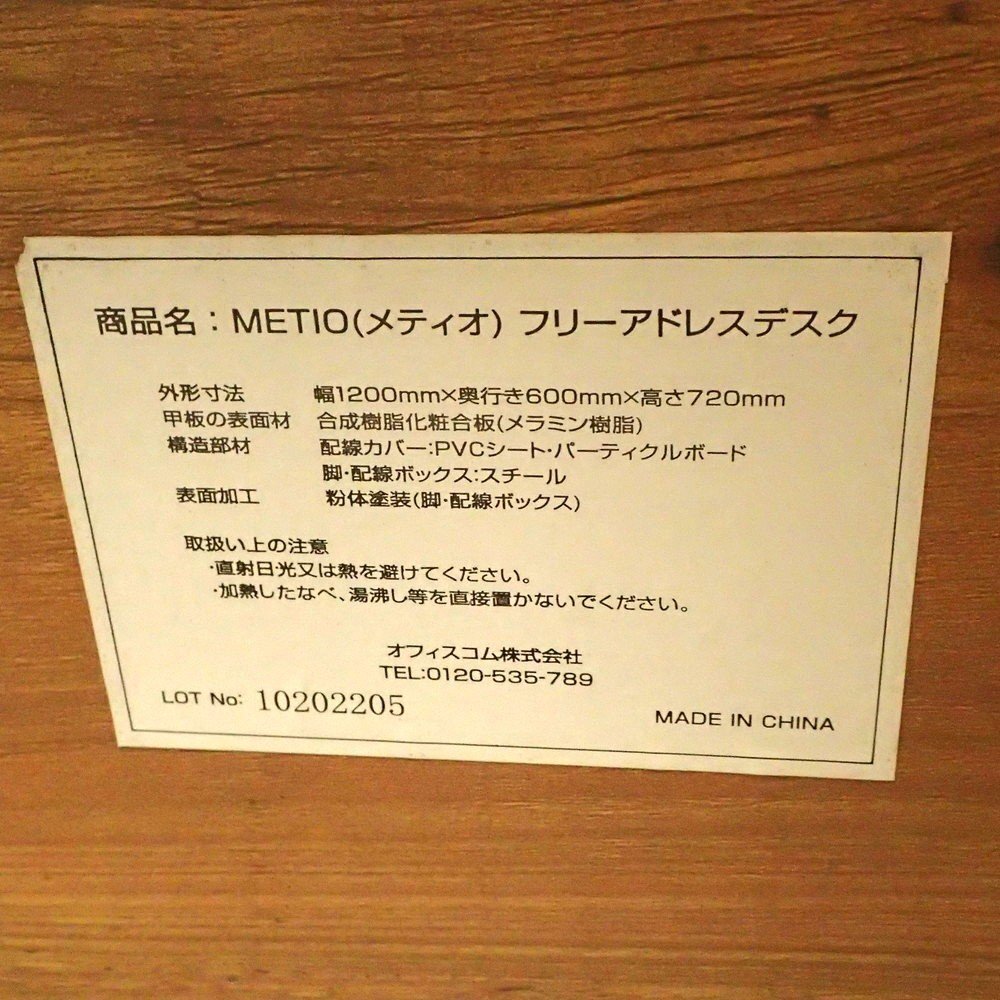 商品名：METIO(メティオ) フリーアドレスデスク
外形寸法 幅1200mm×奥行き600mm×高さ720mm
甲板の表面材 合成樹脂化粧合板(メラミン樹脂)
構造部材 配線カバー:PVCシート・パーティクルボード
脚・配線ボックス:スチール
表面加工 粉体塗装(脚・配線ボックス)
取扱い上の注意
・直射日光又は熱を避けてください。
・加熱したなべ、湯沸し等を直接置かないでください。
オフィスコム株式会社
TEL:0120-535-789
LOT No: 10202205
MADE IN CHINA